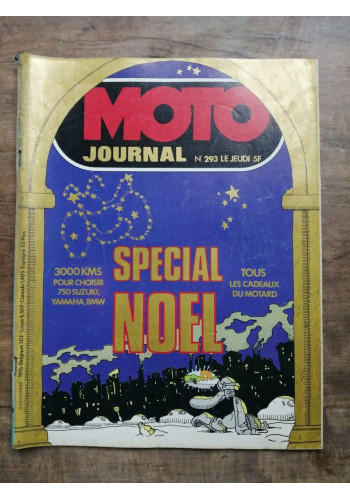 MOTO
JOURNAL
N° 293 LE JEUDI 5F
3000 KMS
POUR CHOISIR
750 SUZUKI,
YAMAHA, BMW
SPECIAL
NOEL
TOUS
LES CADEAUX
DU MOTARD